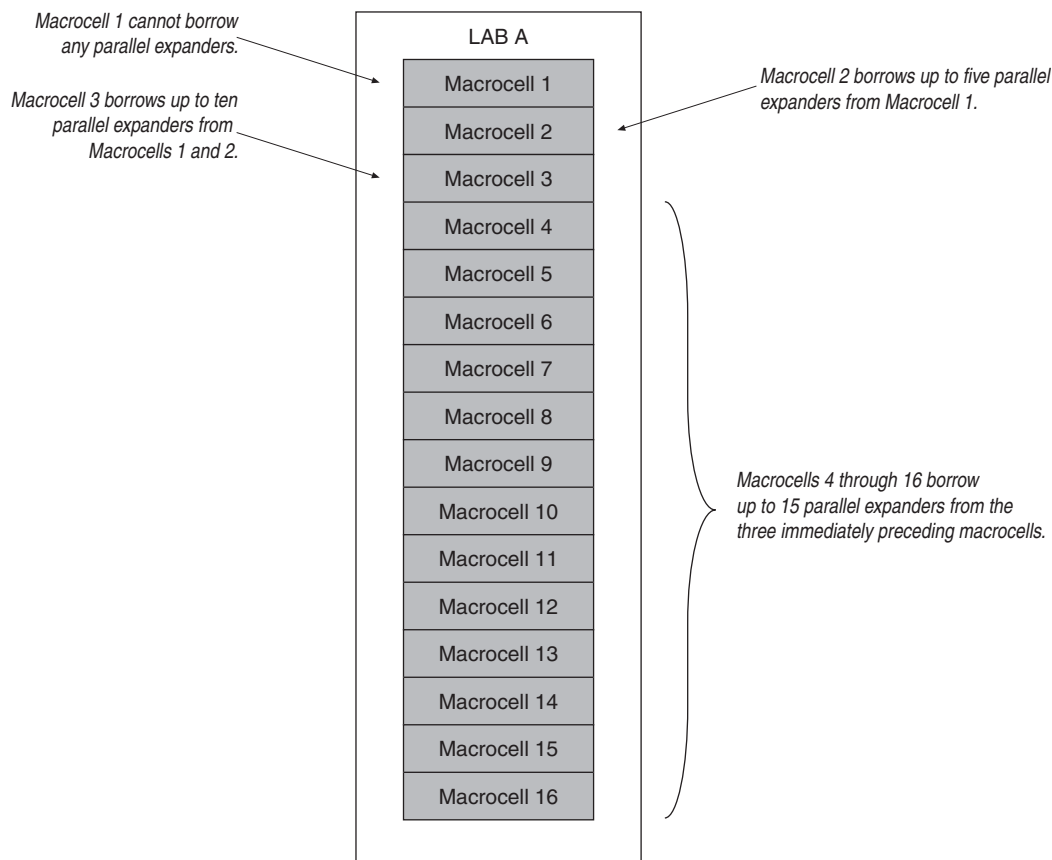 Macrocell 1 cannot borrow
any parallel expanders.
Macrocell 3 borrows up to ten
parallel expanders from
Macrocells 1 and 2.
LAB A
Macrocell 1
Macrocell 2
Macrocell 3
Macrocell 4
Macrocell 5
Macrocell 6
Macrocell 7
Macrocell 8
Macrocell 9
Macrocell 10
Macrocell 11
Macrocell 12
Macrocell 13
Macrocell 14
Macrocell 15
Macrocell 16
Macrocell 2 borrows up to five parallel
expanders from Macrocell 1.
Macrocells 4 through 16 borrow
up to 15 parallel expanders from the
three immediately preceding macrocells.